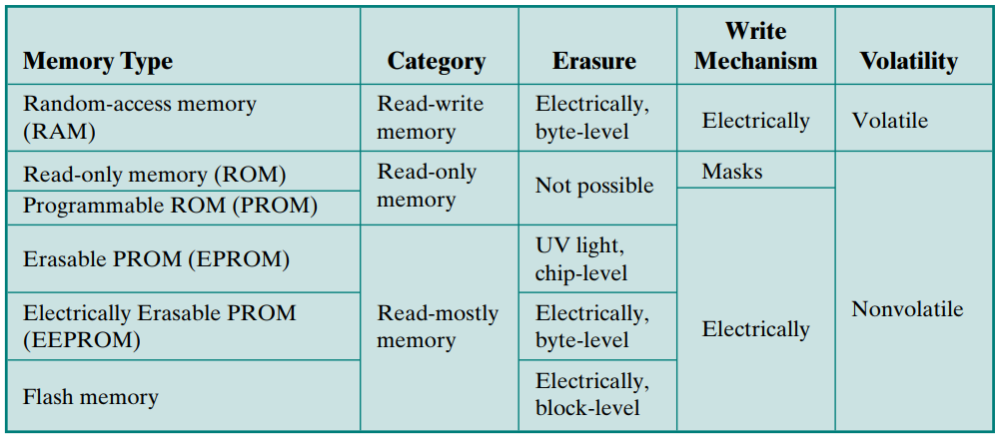 Memory Type Category Erasure Write Mechanism Volatility
Random-access memory
(RAM)
Read-write
memory
Electrically,
byte-level
Electrically
Volatile
Read-only memory (ROM)
Read-only
memory
Not possible
Masks
Nonvolatile
Programmable ROM (PROM)
Electrically
Erasable PROM (EPROM)
Read-mostly
memory
UV light,
chip-level
Electrically Erasable PROM
(EEPROM)
Electrically,
byte-level
Flash memory
Electrically,
block-level